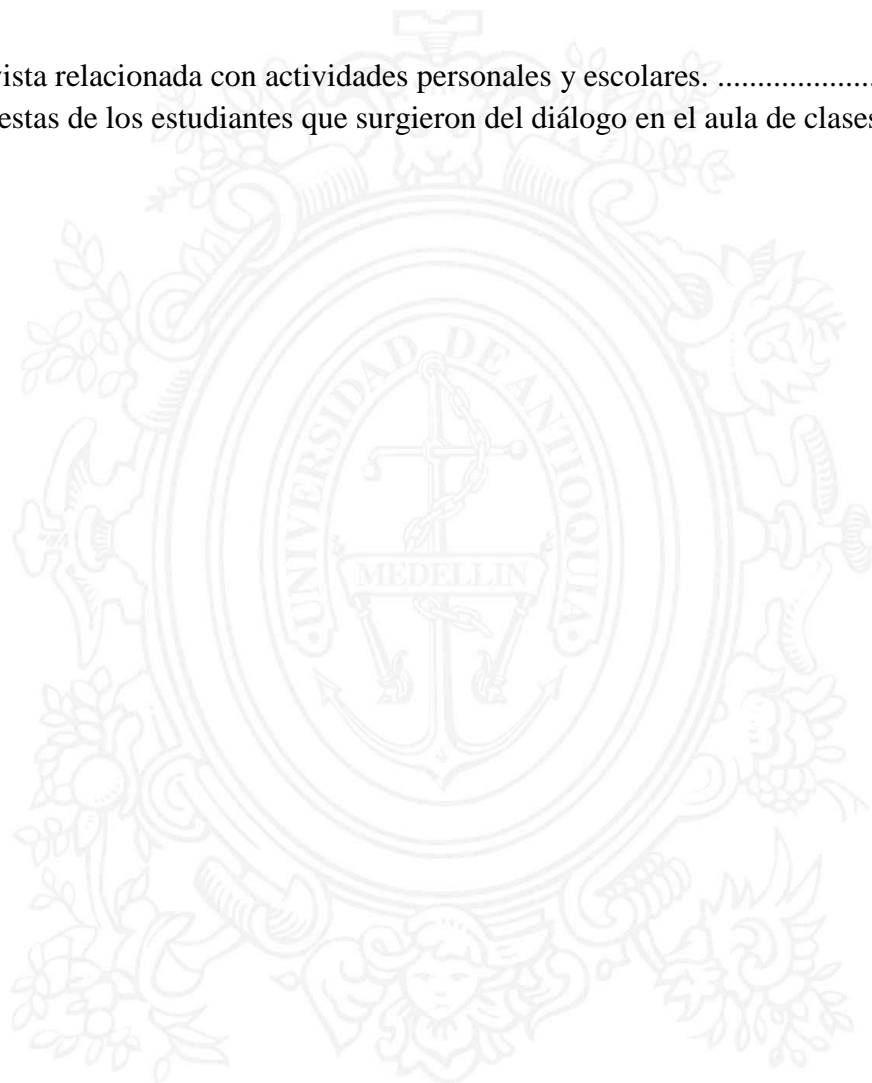 vista relacionada con actividades personales y escolares. ....................
estas de los estudiantes que surgieron del diálogo en el aula de clases
UNIVERSIDAD DE ANTIOQUIA
MEDELLIN